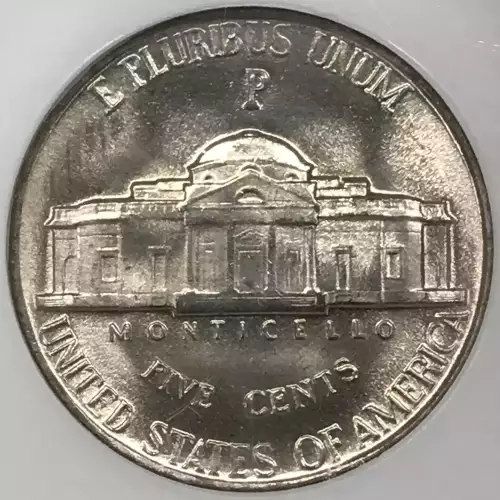 E PLURIBUS UNUM
P
MONTICELLO
FIVE CENTS
UNITED STATES OF AMERICA